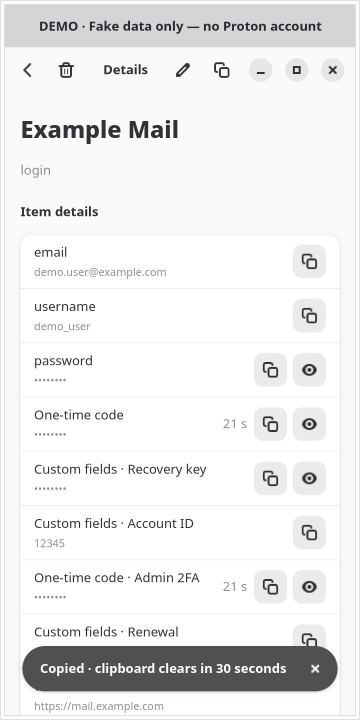 DEMO · Fake data only — no Proton account
Details
Example Mail
login
Item details
email
demo.user@example.com
username
demo_user
password
••••••••
One-time code
••••••••
21 s
Custom fields · Recovery key
••••••••
Custom fields · Account ID
12345
One-time code · Admin 2FA
••••••••
21 s
Custom fields · Renewal
Copied · clipboard clears in 30 seconds
https://mail.example.com